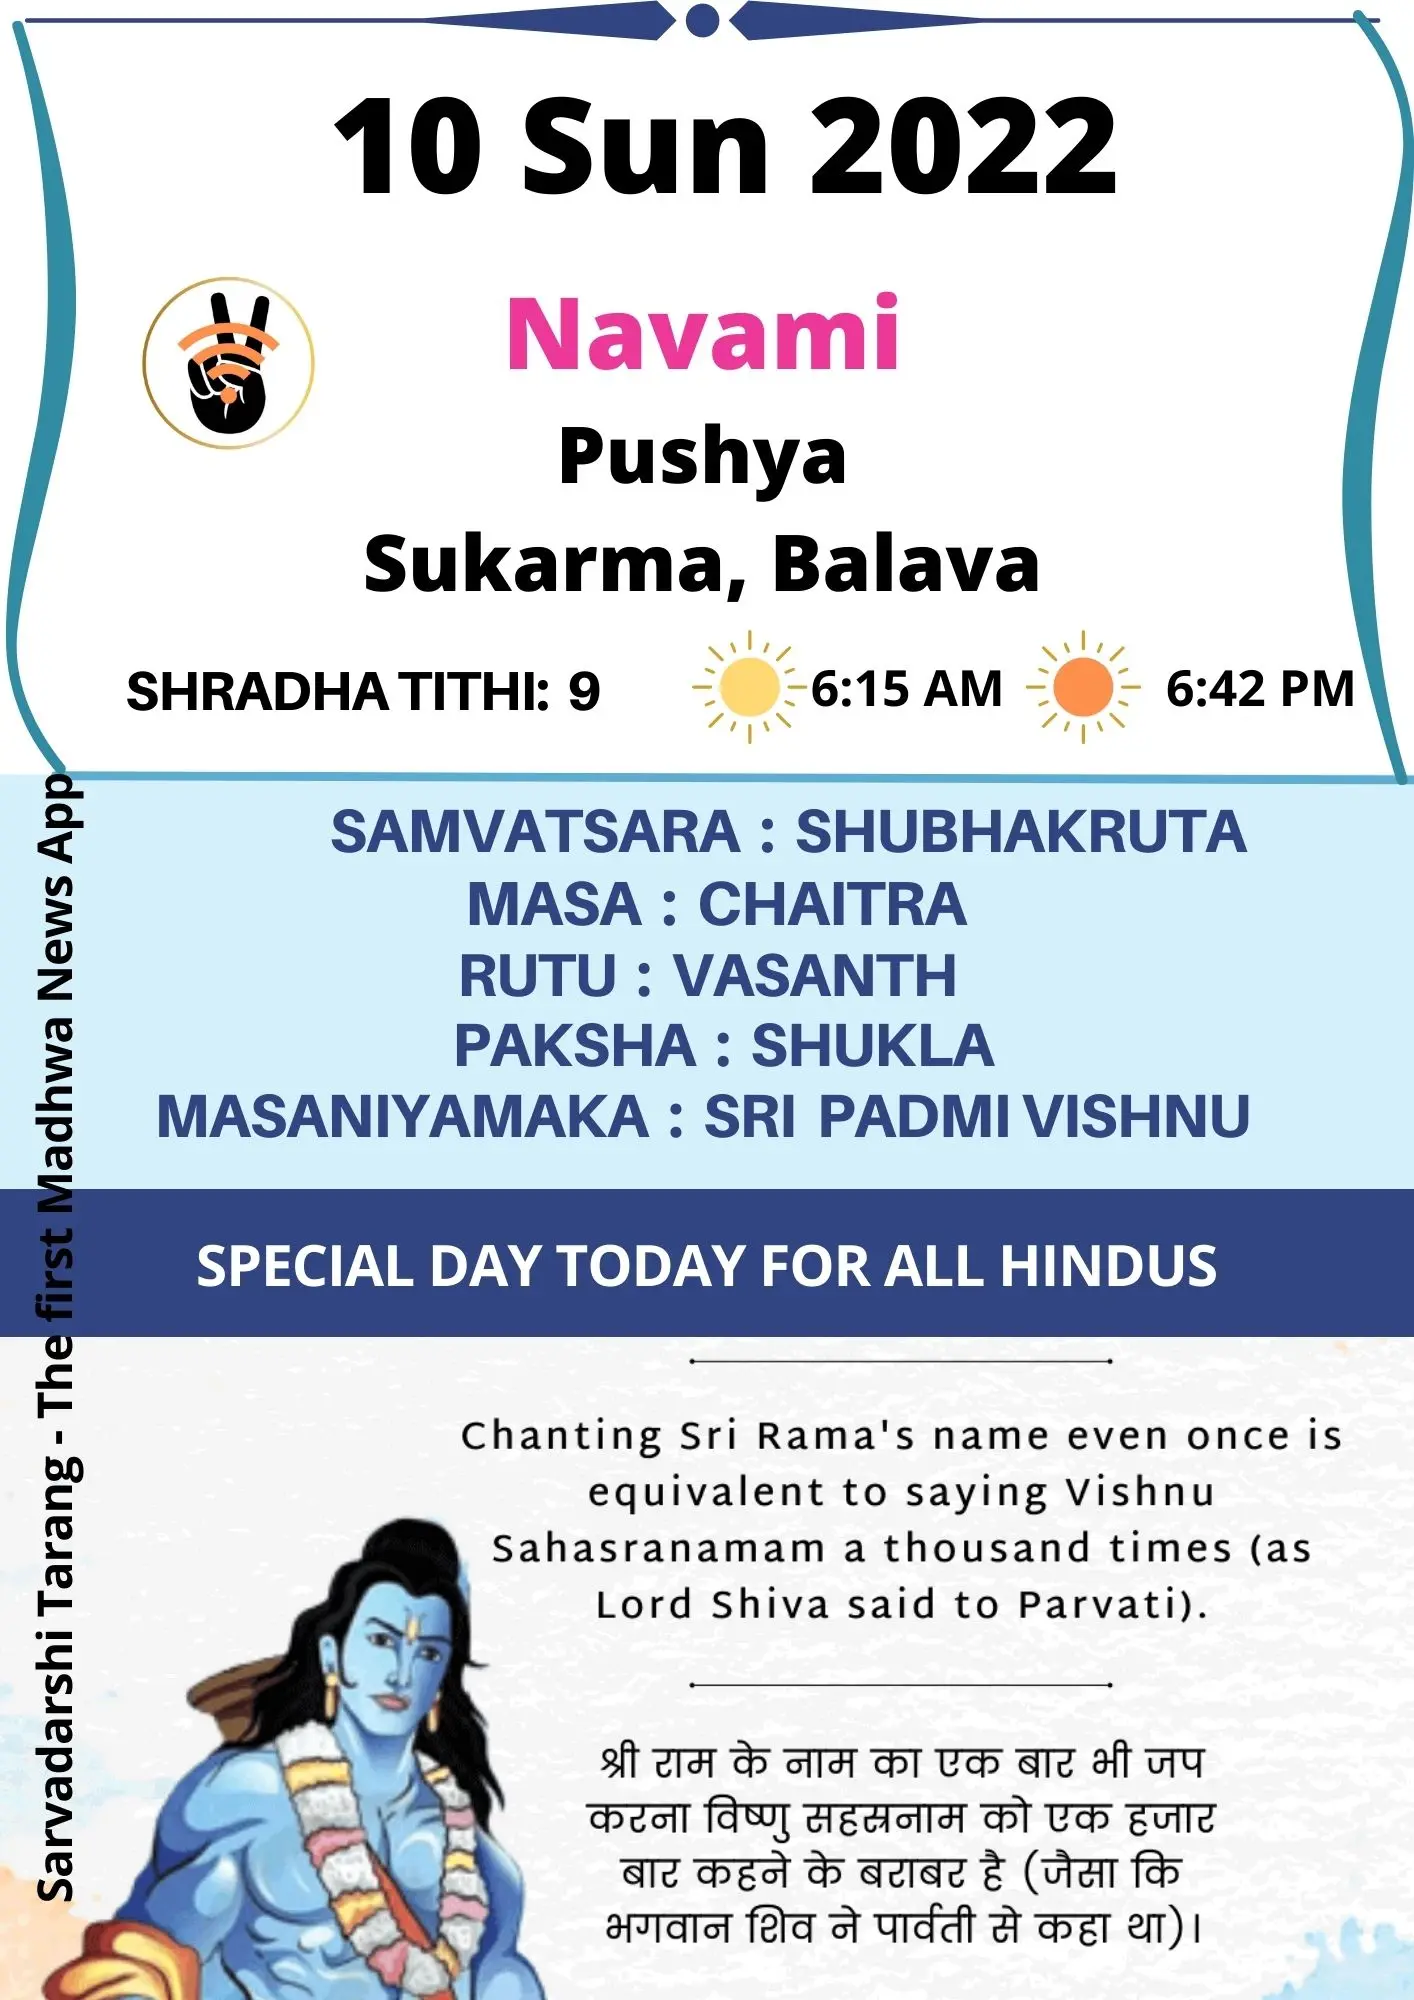 10 Sun 2022
Navami
Pushya
Sukarma, Balava
SHRADHA TITHI: 9
6:15 AM
6:42 PM
SAMVATSARA : SHUBHAKRUTA
MASA : CHAITRA
RUTU : VASANTH
PAKSHA : SHUKLA
MASANIYAMAKA : SRI PADMI VISHNU
SPECIAL DAY TODAY FOR ALL HINDUS
Sarvadarshi Tarang - The first Madhwa News App
Chanting Sri Rama's name even once is
equivalent to saying Vishnu
Sahasranamam a thousand times (as
Lord Shiva said to Parvati).
श्री राम के नाम का एक बार भी जप
करना विष्णु सहस्रनाम को एक हजार
बार कहने के बराबर है (जैसा कि
भगवान शिव ने पार्वती से कहा था)।